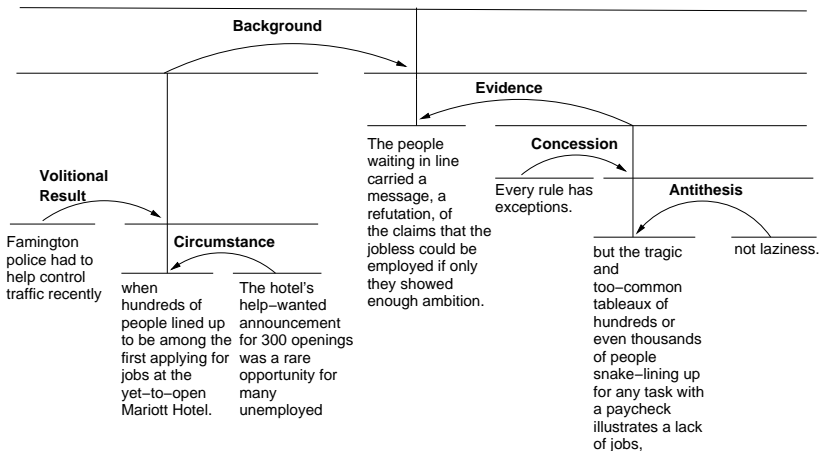 Background
Evidence
Concession
Volitional
Result
Antithesis
Circumstance
Famington
police had to
help control
traffic recently
when
hundreds of
people lined up
to be among the
first applying for
jobs at the
yet−to−open
Mariott Hotel.
The hotel's
help−wanted
announcement
for 300 openings
was a rare
opportunity for
many
unemployed
The people
waiting in line
carried a
message, a
refutation, of
the claims that the
jobless could be
employed if only
they showed
enough ambition.
Every rule has
exceptions.
but the tragic
and
too−common
tableaux of
hundreds or
even thousands
of people
snake−lining up
for any task with
a paycheck
illustrates a lack
of jobs,
not laziness.